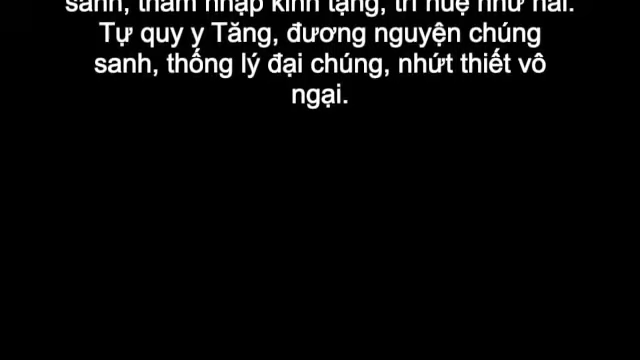 sanh, thâm nhập kinh tạng, trí huệ như hải.
Tự quy y Tăng, đương nguyện chúng
sanh, thống lý đại chúng, nhứt thiết vô
ngại.